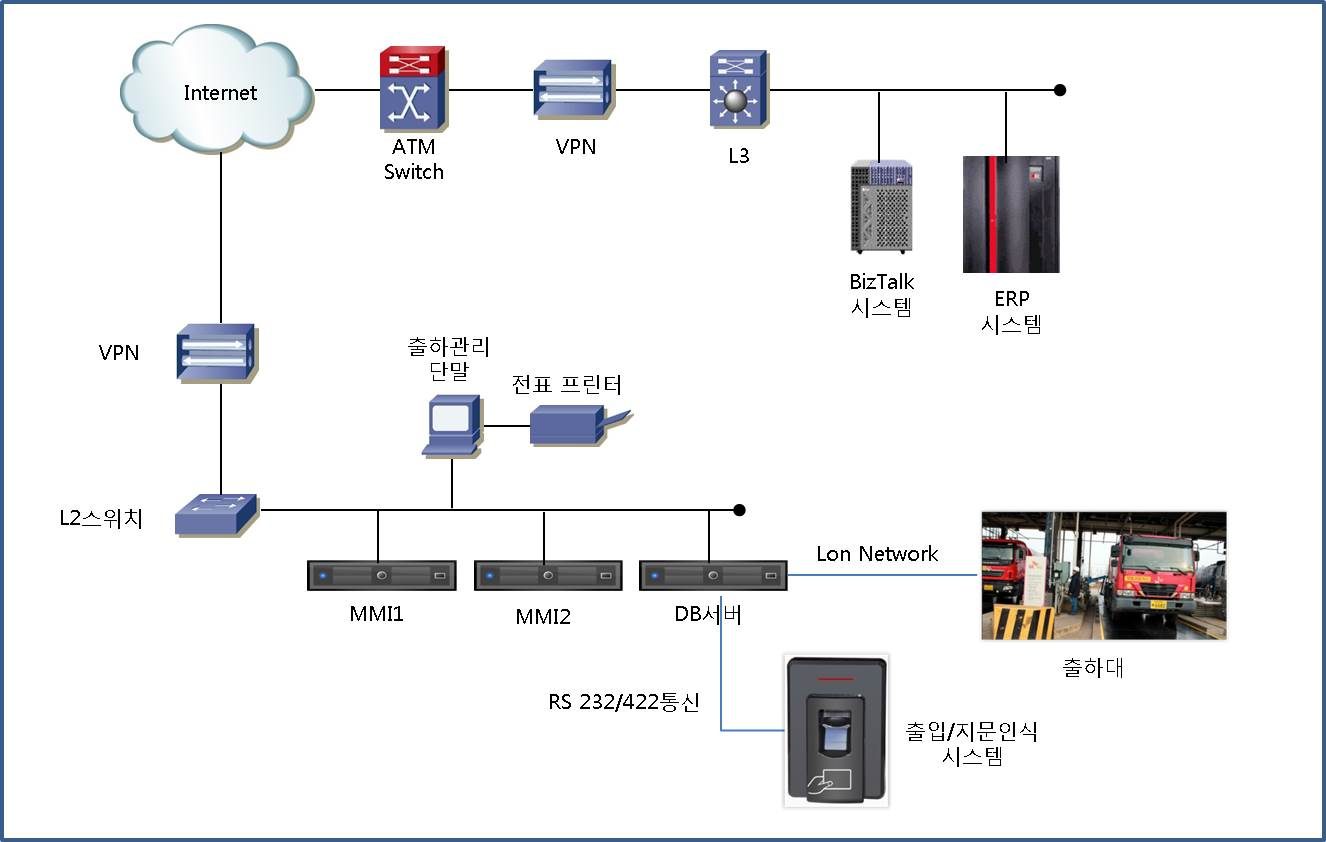 Internet
ATM
Switch
VPN
L3
BizTalk
시스템
ERP
시스템
VPN
출하관리
단말
전표 프린터
L2스위치
Lon Network
MMI1
MMI2
DB서버
출하대
RS 232/422통신
출입/지문인식
시스템